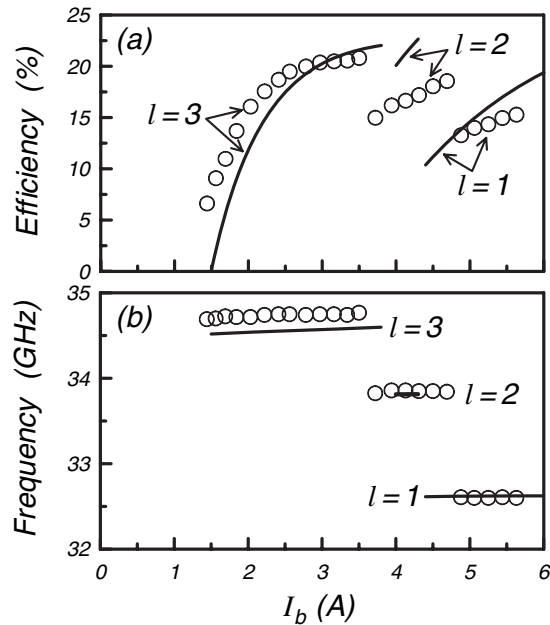 (a)
Efficiency (%)
25
20
15
10
5
0
l = 3
l = 2
l = 1
(b)
Frequency (GHz)
35
34
33
32
l = 3
l = 2
l = 1
0 1 2 3 4 5 6
I_b (A)